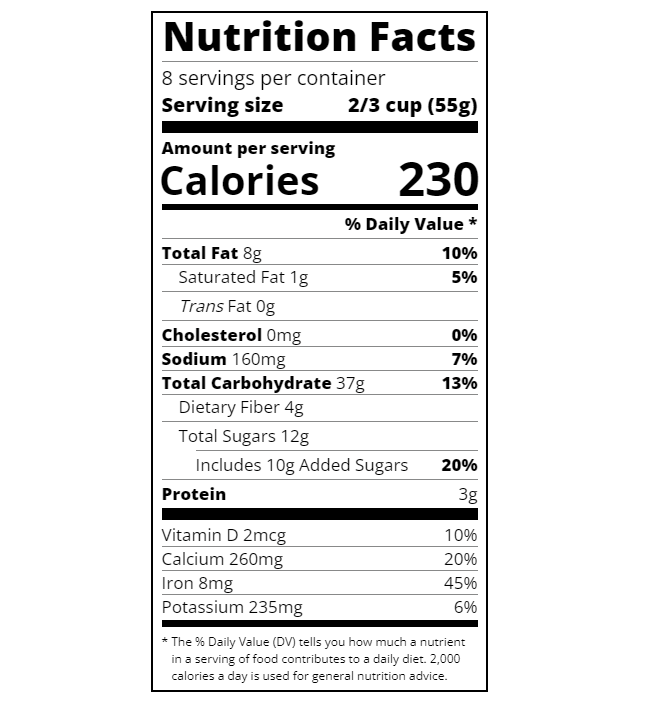 Nutrition Facts
8 servings per container
Serving size 2/3 cup (55g)
Amount per serving
Calories 230
% Daily Value *
Total Fat 8g 10%
Saturated Fat 1g 5%
Trans Fat 0g
Cholesterol 0mg 0%
Sodium 160mg 7%
Total Carbohydrate 37g 13%
Dietary Fiber 4g
Total Sugars 12g
Includes 10g Added Sugars 20%
Protein 3g
Vitamin D 2mcg 10%
Calcium 260mg 20%
Iron 8mg 45%
Potassium 235mg 6%
* The % Daily Value (DV) tells you how much a nutrient
in a serving of food contributes to a daily diet. 2,000
calories a day is used for general nutrition advice.